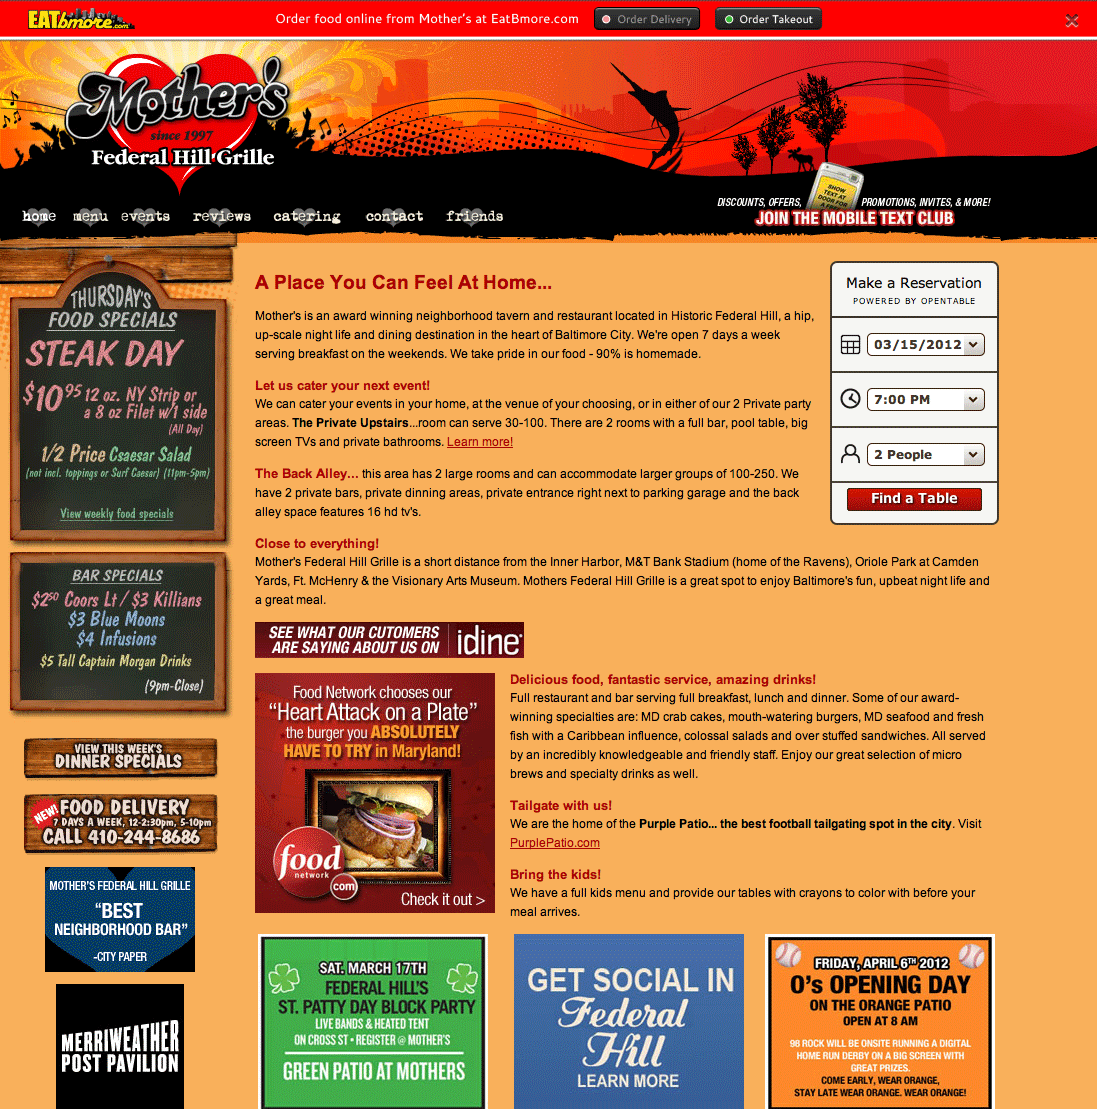 EATbmore.com
Order food online from Mother's at EatBmore.com
Order Delivery
Order Takeout
Mother's
since 1997
Federal Hill Grille
home menu events reviews catering contact friends
SHOW
TEXT AT
DOOR FOR
A FREE
DISCOUNTS, OFFERS, PROMOTIONS, INVITES, & MORE!
JOIN THE MOBILE TEXT CLUB
THURSDAY'S
FOOD SPECIALS
STEAK DAY
$10 95 12 oz. NY Strip or
a 8 oz Filet w/1 side
(All Day)
1/2 Price Csaesar Salad
(not incl. toppings or Surf Caesar) (11pm-5pm)
View weekly food specials
BAR SPECIALS
$2 50 Coors Lt / $3 Killians
$3 Blue Moons
$4 Infusions
$5 Tall Captain Morgan Drinks
(9pm-Close)
VIEW THIS WEEK'S
DINNER SPECIALS
NEW! FOOD DELIVERY
7 DAYS A WEEK, 12-2:30pm, 5-10pm
CALL 410-244-8686
MOTHER'S FEDERAL HILL GRILLE
"BEST
NEIGHBORHOOD BAR"
-CITY PAPER
MERRIWEATHER
POST PAVILION
A Place You Can Feel At Home...
Mother's is an award winning neighborhood tavern and restaurant located in Historic Federal Hill, a hip,
up-scale night life and dining destination in the heart of Baltimore City. We're open 7 days a week
serving breakfast on the weekends. We take pride in our food - 90% is homemade.
Let us cater your next event!
We can cater your events in your home, at the venue of your choosing, or in either of our 2 Private party
areas. The Private Upstairs...room can serve 30-100. There are 2 rooms with a full bar, pool table, big
screen TVs and private bathrooms. Learn more!
The Back Alley... this area has 2 large rooms and can accommodate larger groups of 100-250. We
have 2 private bars, private dinning areas, private entrance right next to parking garage and the back
alley space features 16 hd tv's.
Close to everything!
Mother's Federal Hill Grille is a short distance from the Inner Harbor, M&T Bank Stadium (home of the Ravens), Oriole Park at Camden
Yards, Ft. McHenry & the Visionary Arts Museum. Mothers Federal Hill Grille is a great spot to enjoy Baltimore's fun, upbeat night life and
a great meal.
Make a Reservation
POWERED BY OPENTABLE
03/15/2012
7:00 PM
2 People
Find a Table
SEE WHAT OUR CUTOMERS
ARE SAYING ABOUT US ON
idine
Food Network chooses our
"Heart Attack on a Plate"
the burger you ABSOLUTELY
HAVE TO TRY in Maryland!
food
network
.com
Check it out >
Delicious food, fantastic service, amazing drinks!
Full restaurant and bar serving full breakfast, lunch and dinner. Some of our award-
winning specialties are: MD crab cakes, mouth-watering burgers, MD seafood and fresh
fish with a Caribbean influence, colossal salads and over stuffed sandwiches. All served
by an incredibly knowledgeable and friendly staff. Enjoy our great selection of micro
brews and specialty drinks as well.
Tailgate with us!
We are the home of the Purple Patio... the best football tailgating spot in the city. Visit
PurplePatio.com
Bring the kids!
We have a full kids menu and provide our tables with crayons to color with before your
meal arrives.
SAT. MARCH 17TH
FEDERAL HILL'S
ST. PATTY DAY BLOCK PARTY
LIVE BANDS & HEATED TENT
ON CROSS ST • REGISTER @ MOTHER'S
GREEN PATIO AT MOTHERS
GET SOCIAL IN
Federal
Hill
LEARN MORE
FRIDAY, APRIL 6TH 2012
O's OPENING DAY
ON THE ORANGE PATIO
OPEN AT 8 AM
98 ROCK WILL BE ONSITE RUNNING A DIGITAL
HOME RUN DERBY ON A BIG SCREEN WITH
GREAT PRIZES.
COME EARLY, WEAR ORANGE,
STAY LATE WEAR ORANGE. WEAR ORANGE!